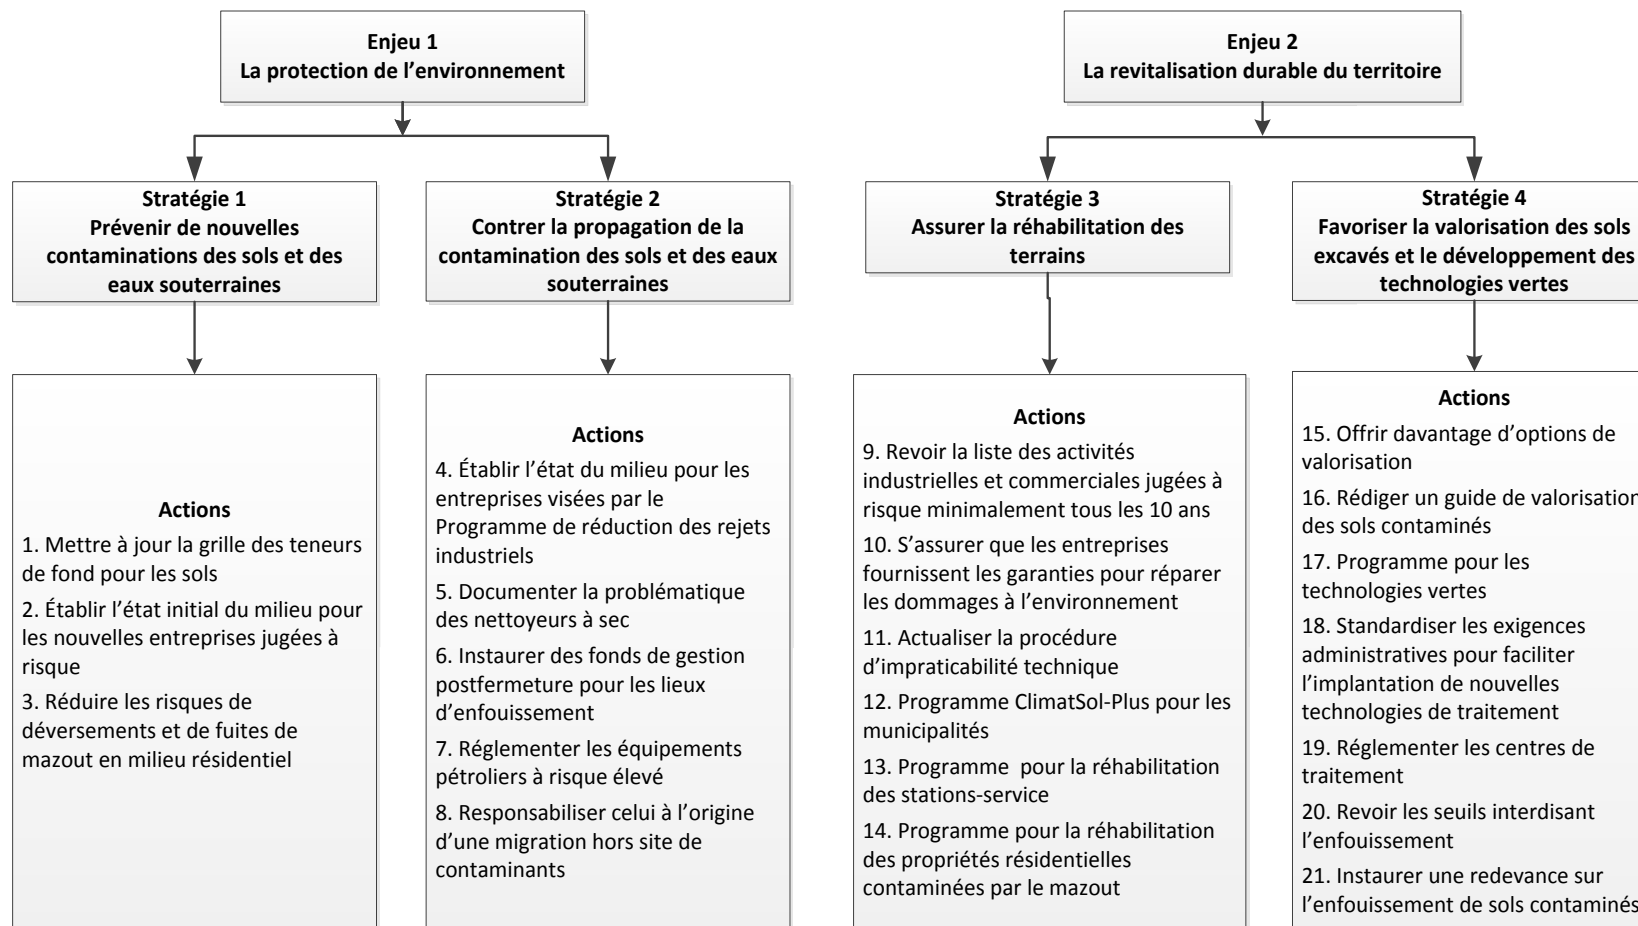 Enjeu 1
La protection de l’environnement
Stratégie 1
Prévenir de nouvelles
contaminations des sols et des
eaux souterraines
Actions
1. Mettre à jour la grille des teneurs
de fond pour les sols
2. Établir l’état initial du milieu pour
les nouvelles entreprises jugées à
risque
3. Réduire les risques de
déversements et de fuites de
mazout en milieu résidentiel
Stratégie 2
Contrer la propagation de la
contamination des sols et des eaux
souterraines
Actions
4. Établir l’état du milieu pour les
entreprises visées par le
Programme de réduction des rejets
industriels
5. Documenter la problématique
des nettoyeurs à sec
6. Instaurer des fonds de gestion
postfermeture pour les lieux
d’enfouissement
7. Réglementer les équipements
pétroliers à risque élevé
8. Responsabiliser celui à l’origine
d’une migration hors site de
contaminants
Enjeu 2
La revitalisation durable du territoire
Stratégie 3
Assurer la réhabilitation des
terrains
Actions
9. Revoir la liste des activités
industrielles et commerciales jugées à
risque minimalement tous les 10 ans
10. S’assurer que les entreprises
fournissent les garanties pour réparer
les dommages à l’environnement
11. Actualiser la procédure
d’impraticabilité technique
12. Programme ClimatSol-Plus pour les
municipalités
13. Programme  pour la réhabilitation
des stations-service
14. Programme pour la réhabilitation
des propriétés résidentielles
contaminées par le mazout
Stratégie 4
Favoriser la valorisation des sols
excavés et le développement des
technologies vertes
Actions
15. Offrir davantage d’options de
valorisation
16. Rédiger un guide de valorisation
des sols contaminés
17. Programme pour les
technologies vertes
18. Standardiser les exigences
administratives pour faciliter
l’implantation de nouvelles
technologies de traitement
19. Réglementer les centres de
traitement
20. Revoir les seuils interdisant
l’enfouissement
21. Instaurer une redevance sur
l’enfouissement de sols contaminés